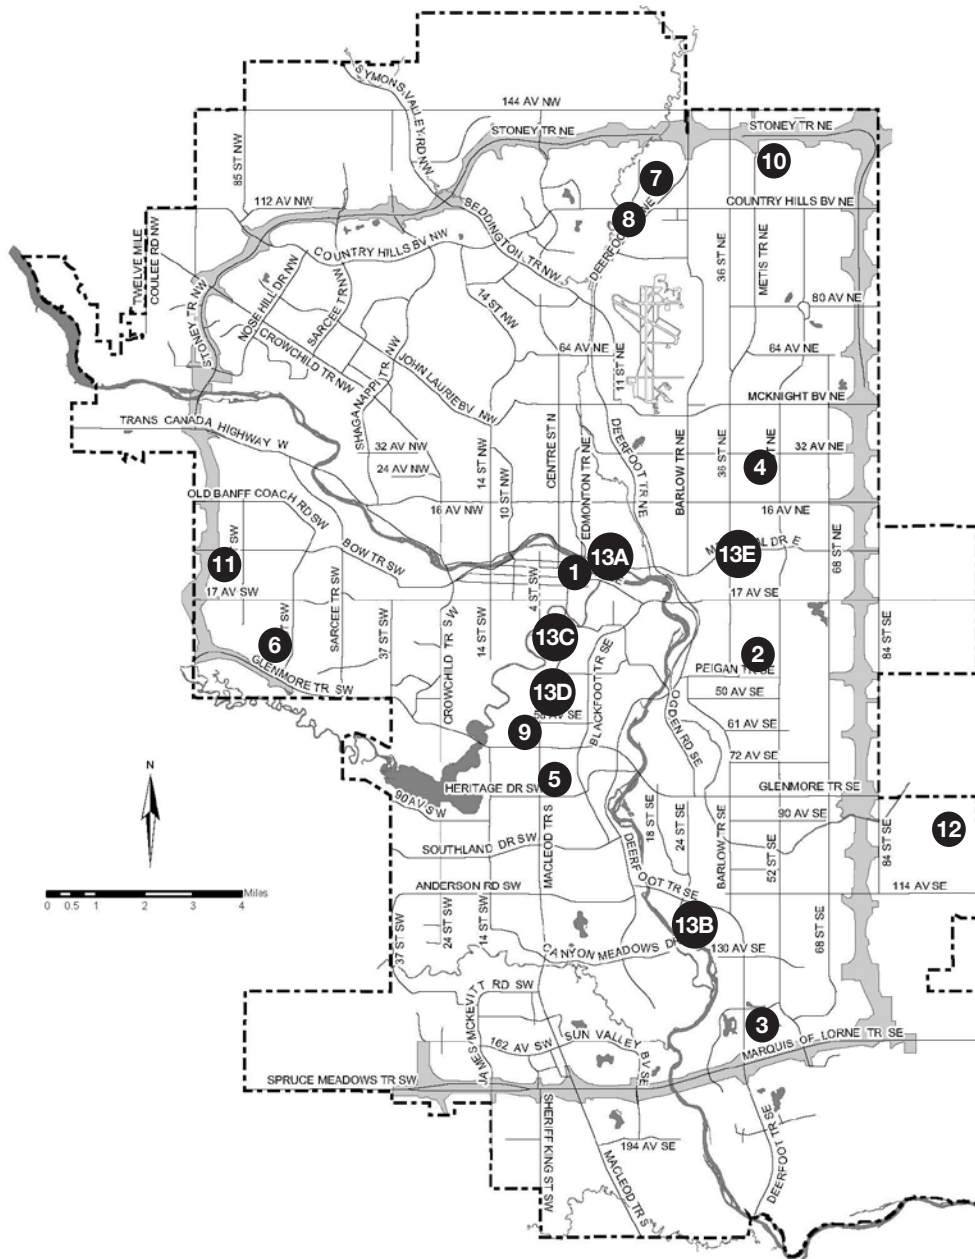 SYMONS VALLEY RD NW
144 AV NW
STONEY TR NE
STONEY TR NE
10
7
85 ST NW
112 AV NW
BEDDINGTON TR NW
8
COUNTRY HILLS BV NE
TWELVE MILE
COULEE RD NW
COUNTRY HILLS BV NW
NOSE HILL DR NW
SARCEE TR NW
36 ST NE
METIS TR NE
80 AV NE
14 ST NW
STONEY TR NW
CROWCHILD TR NW
JOHN LAURIE BV NW
64 AV NE
11 ST NE
64 AV NE
SHAGANAPPI TR NW
MCKNIGHT BV NE
TRANS CANADA
HIGHWAY W
32 AV NW
24 AV NW
14 ST NW
10 ST NW
CENTRE ST N
EDMONTON TR NE
DEERFOOT TR NE
BARLOW TR NE
36 ST NE
32 AV NE
4
OLD BANFF COACH RD SW
16 AV NW
16 AV NE
68 ST NE
BOW TR SW
13A
13E
11
1
17 AV SW
SARCEE TR SW
37 ST SW
CROWCHILD TR SW
14 ST SW
4 ST SW
17 AV SE
84 ST SE
13C
6
2
GLENMORE TR SW
PEIGAN TR SE
13D
BLACKFOOT TR SE
50 AV SE
OGDEN RD SE
61 AV SE
9
72 AV SE
N
5
HERITAGE DR SW
GLENMORE TR SE
90 AV SW
18 ST SE
24 ST SE
90 AV SE
12
SOUTHLAND DR SW
MACLEOD TR S
DEERFOOT TR SE
BARLOW TR SE
52 ST SE
84 ST SE
ANDERSON RD SW
114 AV SE
Miles
0 0.5 1 2 3 4
37 ST SW
24 ST SW
14 ST SW
13B
68 ST SE
130 AV SE
JAMES MCKEVITT RD SW
3
162 AV SW
SUN VALLEY BV SE
MARQUIS OF LORNE TR SE
SPRUCE MEADOWS TR SW
SHERIFF KING ST SW
194 AV SE
MACLEOD TR S
DEERFOOT TR SE